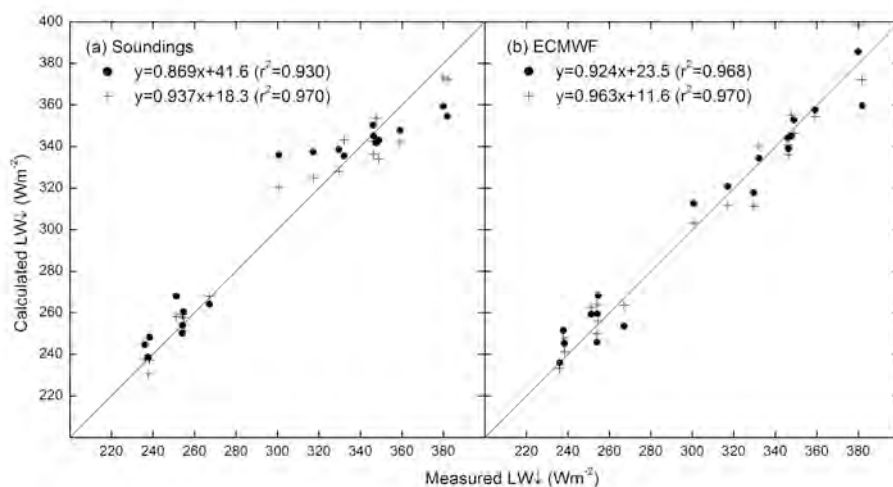 400
380
360
340
320
300
280
260
240
220
Calculated LW↓ (Wm⁻²)
(a) Soundings
y=0.869x+41.6 (r²=0.930)
y=0.937x+18.3 (r²=0.970)
(b) ECMWF
y=0.924x+23.5 (r²=0.968)
y=0.963x+11.6 (r²=0.970)
220 240 260 280 300 320 340 360 380
220 240 260 280 300 320 340 360 380
Measured LW↓ (Wm⁻²)